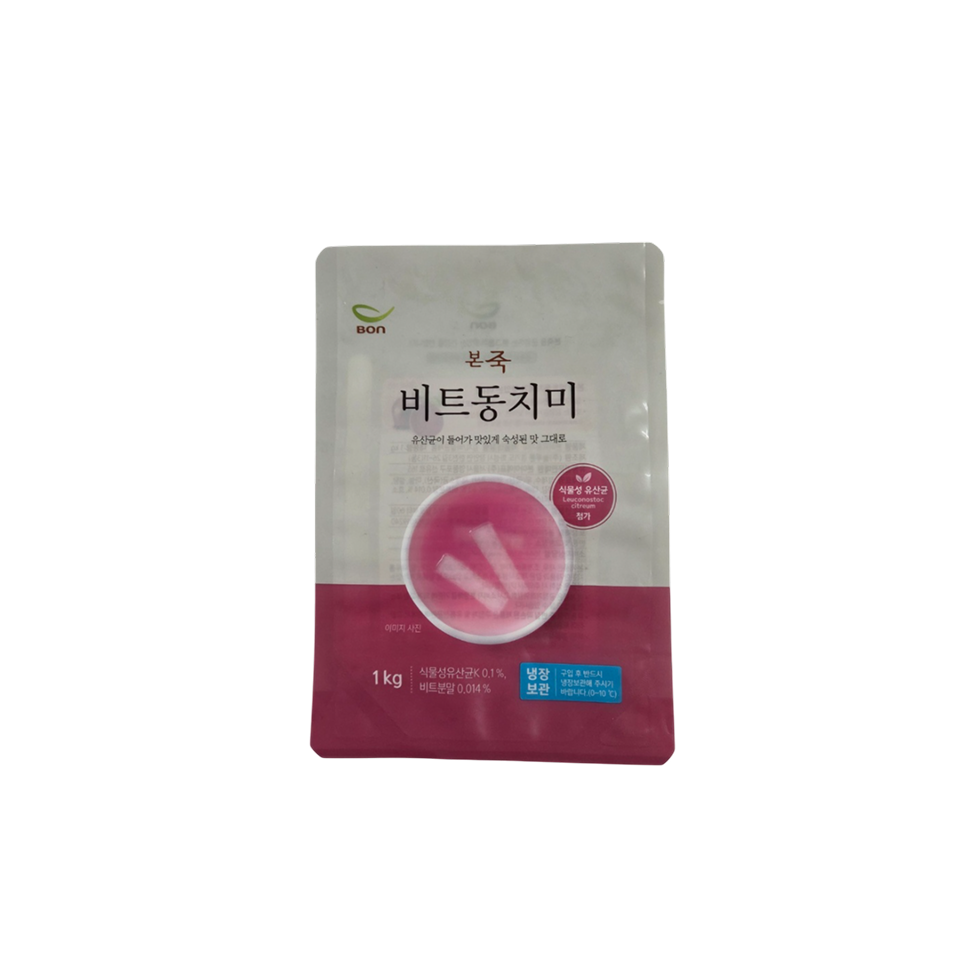 BON
본죽
비트동치미
유산균이 들어가 맛있게 숙성된 맛 그대로
식물성 유산균
Leuconostoc
citreum
첨가
이미지 사진
1kg
식물성유산균K 0.1%,
비트분말 0.014%
냉장
보관
구입 후 반드시
냉장보관해 주시기
바랍니다.(0~10 ℃)